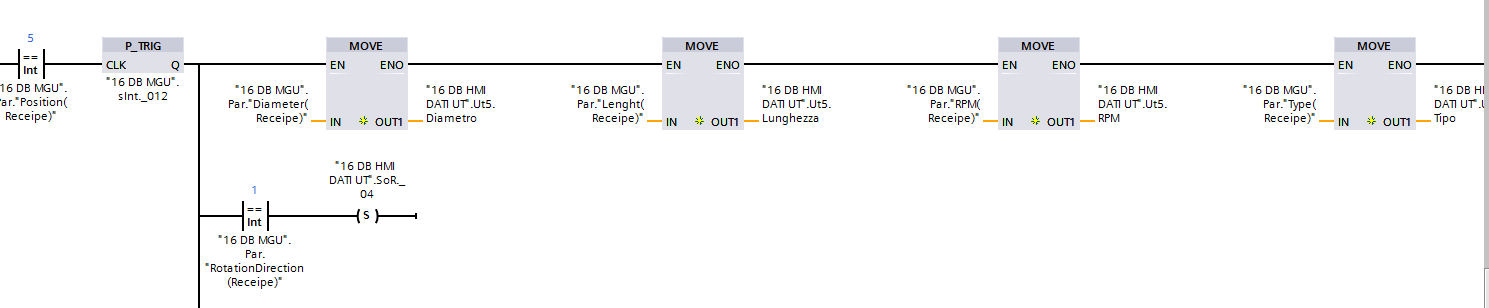 5
==
Int
16 DB MGU".
ar."Position(
Receipe)"
P_TRIG
CLK Q
"16 DB MGU".
sInt._012
MOVE
EN ENO
"16 DB MGU".
Par."Diameter(
Receipe)"
IN OUT1
"16 DB HMI
DATI UT".Ut5.
Diametro
MOVE
EN ENO
"16 DB MGU".
Par."Lenght(
Receipe)"
IN OUT1
"16 DB HMI
DATI UT".Ut5.
Lunghezza
MOVE
EN ENO
"16 DB MGU".
Par."RPM(
Receipe)"
IN OUT1
"16 DB HMI
DATI UT".Ut5.
RPM
MOVE
EN ENO
"16 DB MGU".
Par."Type(
Receipe)"
IN OUT1
"16 DB H
DATI UT".
Tipo
1
==
Int
"16 DB MGU".
Par.
"RotationDirection
(Receipe)"
"16 DB HMI
DATI UT".SoR._
04
S